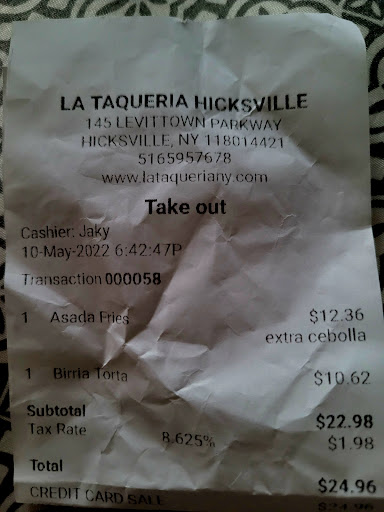 LA TAQUERIA HICKSVILLE
145 LEVITTOWN PARKWAY
HICKSVILLE, NY 118014421
5165957678
www.lataqueriany.com
Take out
Cashier: Jaky
10-May-2022 6:42:47P
Transaction 000058
1 Asada Fries $12.36
extra cebolla
1 Birria Torta $10.62
Subtotal $22.98
Tax Rate 8.625% $1.98
Total $24.96
CREDIT CARD SALE $24.96